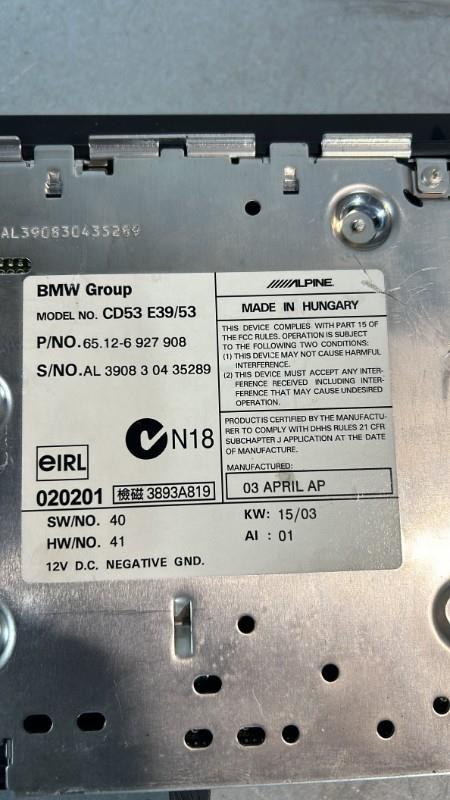 AL390830435289
BMW Group
MODEL NO. CD53 E39/53
P/NO. 65.12-6 927 908
S/NO. AL 3908 3 04 35289
N18
eIRL
020201 檢磁 3893A819
ALPINE
MADE IN HUNGARY
THIS DEVICE COMPLIES WITH PART 15 OF
THE FCC RULES. OPERATION IS SUBJECT
TO THE FOLLOWING TWO CONDITIONS:
(1) THIS DEVICE MAY NOT CAUSE HARMFUL
INTERFERENCE.
(2) THIS DEVICE MUST ACCEPT ANY INTER-
FERENCE RECEIVED INCLUDING INTER-
FERENCE THAT MAY CAUSE UNDESIRED
OPERATION.
PRODUCT IS CERTIFIED BY THE MANUFACTU-
RER TO COMPLY WITH DHHS RULES 21 CFR
SUBCHAPTER J APPLICATION AT THE DATE
OF MANUFACTURE.
MANUFACTURED:
03 APRIL AP
SW/NO. 40
HW/NO. 41
12V D.C. NEGATIVE GND.
KW: 15/03
AI : 01